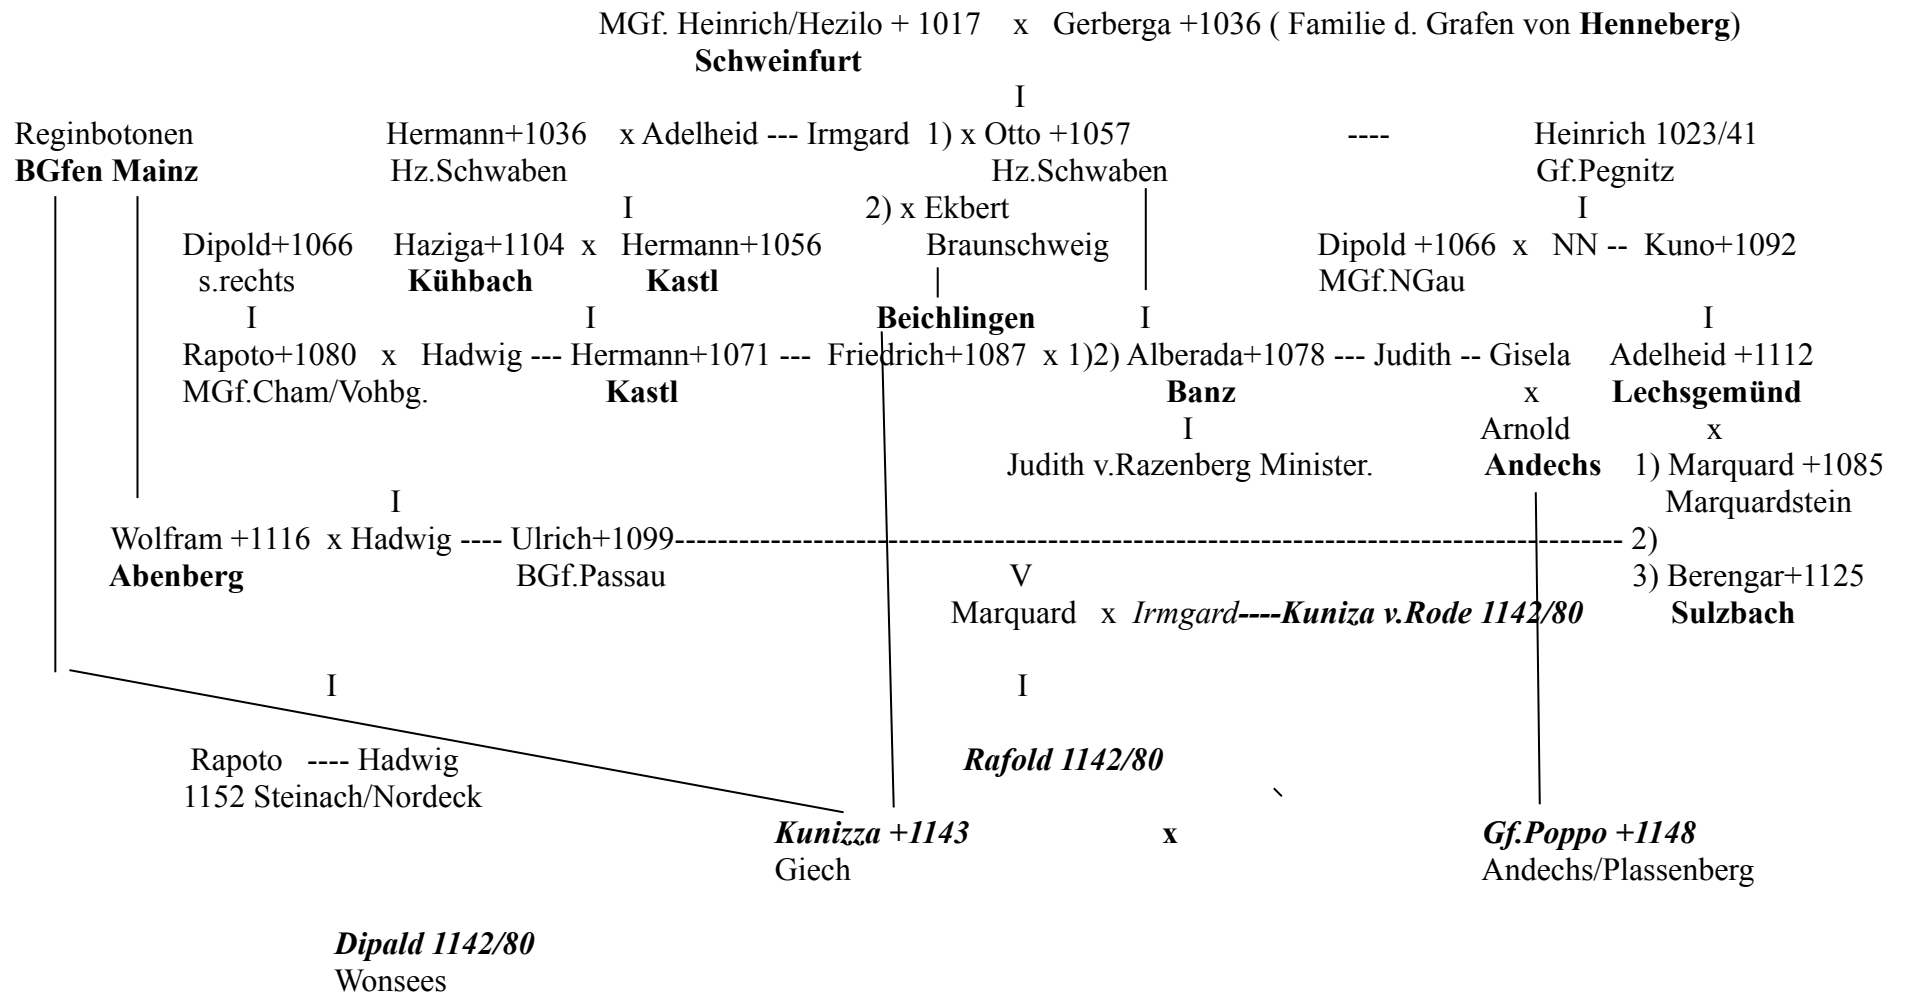 MGf. Heinrich/Hezilo + 1017 x Gerberga +1036 ( Familie d. Grafen von Henneberg)
Schweinfurt
I
Reginbotonen Hermann+1036 x Adelheid --- Irmgard 1) x Otto +1057 ---- Heinrich 1023/41
BGfen Mainz Hz.Schwaben Hz.Schwaben Gf.Pegnitz
I 2) x Ekbert I
Dipold+1066 Haziga+1104 x Hermann+1056 Braunschweig Dipold +1066 x NN -- Kuno+1092
s.rechts Kühbach Kastl MGf.NGau
I I Beichlingen I I
Rapoto+1080 x Hadwig --- Hermann+1071 --- Friedrich+1087 x 1)2) Alberada+1078 --- Judith -- Gisela Adelheid +1112
MGf.Cham/Vohbg. Kastl Banz x Lechsgemünd
I Arnold x
Judith v.Razenberg Minister. Andechs 1) Marquard +1085
I Marquardstein
Wolfram +1116 x Hadwig ---- Ulrich+1099------------------------------------------------------------------------------------- 2)
Abenberg BGf.Passau V 3) Berengar+1125
Marquard x Irmgard----Kuniza v.Rode 1142/80 Sulzbach
I I
Rapoto ---- Hadwig Rafold 1142/80
1152 Steinach/Nordeck
Kunizza +1143 x Gf.Poppo +1148
Giech Andechs/Plassenberg
Dipald 1142/80
Wonsees